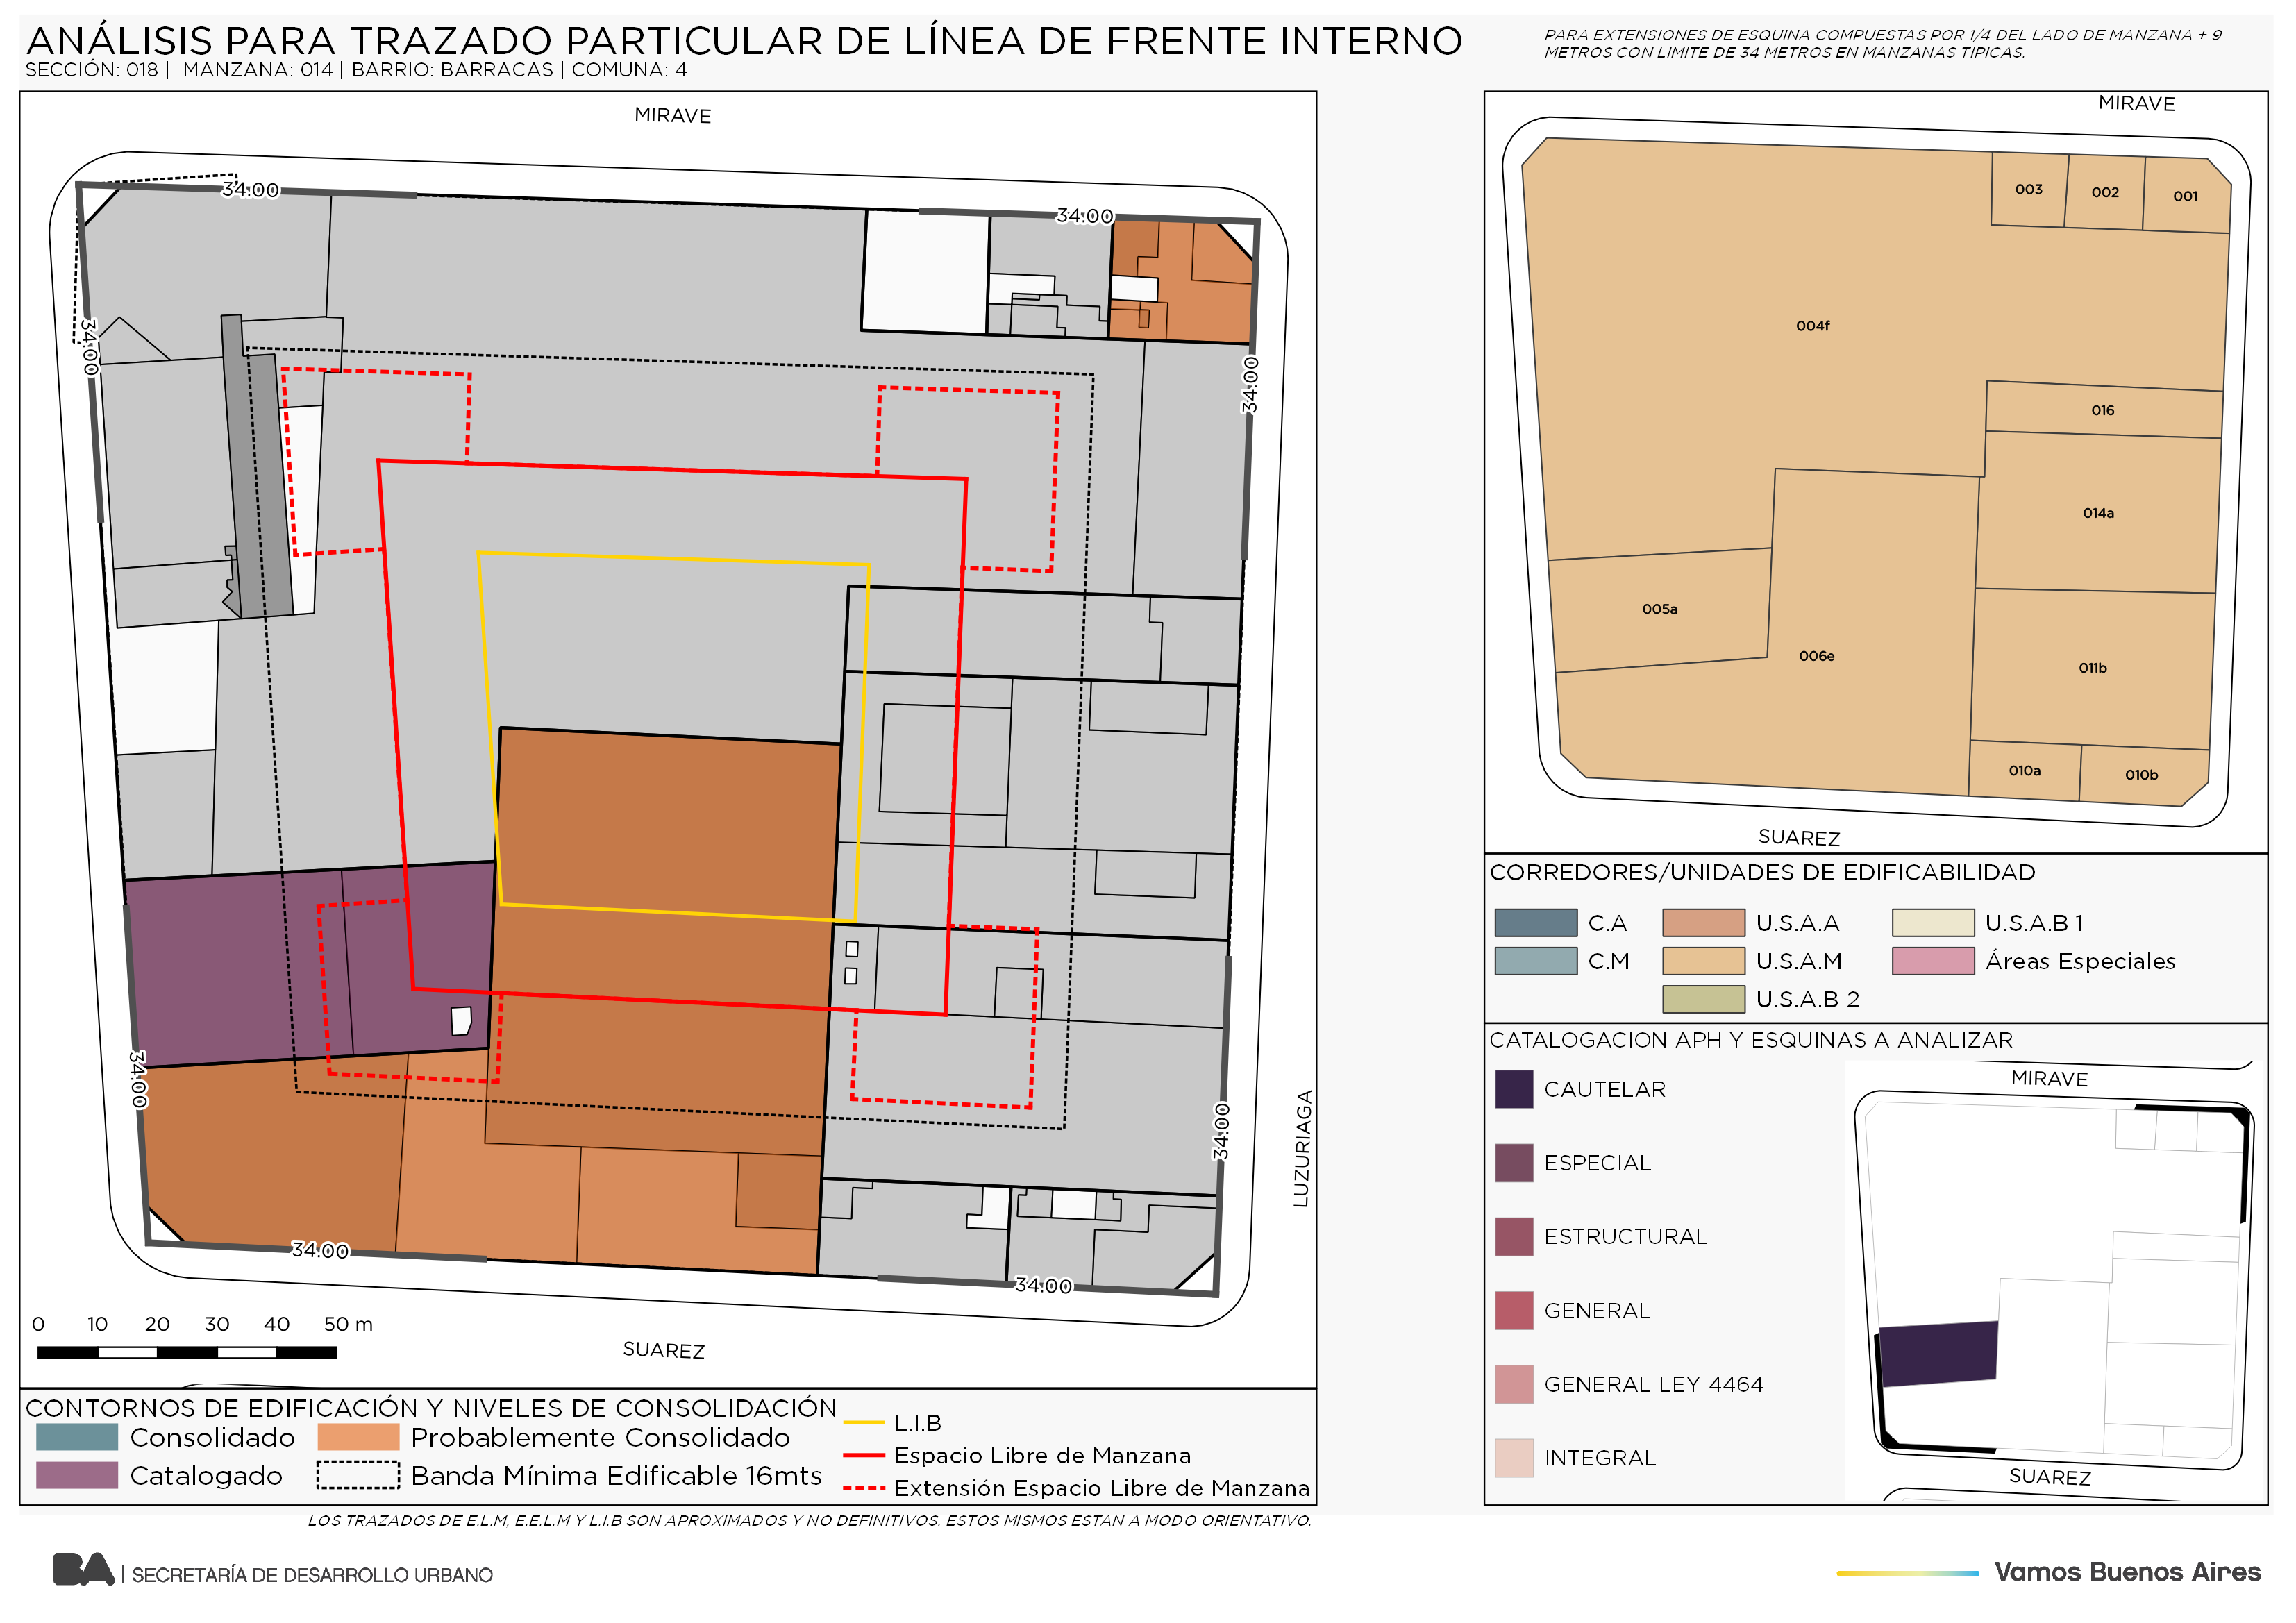 ANÁLISIS PARA TRAZADO PARTICULAR DE LÍNEA DE FRENTE INTERNO
SECCIÓN: 018 | MANZANA: 014 | BARRIO: BARRACAS | COMUNA: 4
PARA EXTENSIONES DE ESQUINA COMPUESTAS POR 1/4 DEL LADO DE MANZANA + 9
METROS CON LIMITE DE 34 METROS EN MANZANAS TIPICAS.
MIRAVE
34.00
34.00
34.00
34.00
34.00
34.00
34.00
34.00
LUZURIAGA
SUAREZ
0 10 20 30 40 50 m
CONTORNOS DE EDIFICACIÓN Y NIVELES DE CONSOLIDACIÓN
Consolidado
Probablemente Consolidado
Catalogado
Banda Mínima Edificable 16mts
L.I.B
Espacio Libre de Manzana
Extensión Espacio Libre de Manzana
MIRAVE
003
002
001
004f
016
014a
005a
006e
011b
010a
010b
SUAREZ
CORREDORES/UNIDADES DE EDIFICABILIDAD
C.A
U.S.A.A
U.S.A.B 1
C.M
U.S.A.M
Áreas Especiales
U.S.A.B 2
CATALOGACION APH Y ESQUINAS A ANALIZAR
CAUTELAR
ESPECIAL
ESTRUCTURAL
GENERAL
GENERAL LEY 4464
INTEGRAL
MIRAVE
SUAREZ
LOS TRAZADOS DE E.L.M, E.E.L.M Y L.I.B SON APROXIMADOS Y NO DEFINITIVOS. ESTOS MISMOS ESTAN A MODO ORIENTATIVO.
BA | SECRETARÍA DE DESARROLLO URBANO
Vamos Buenos Aires